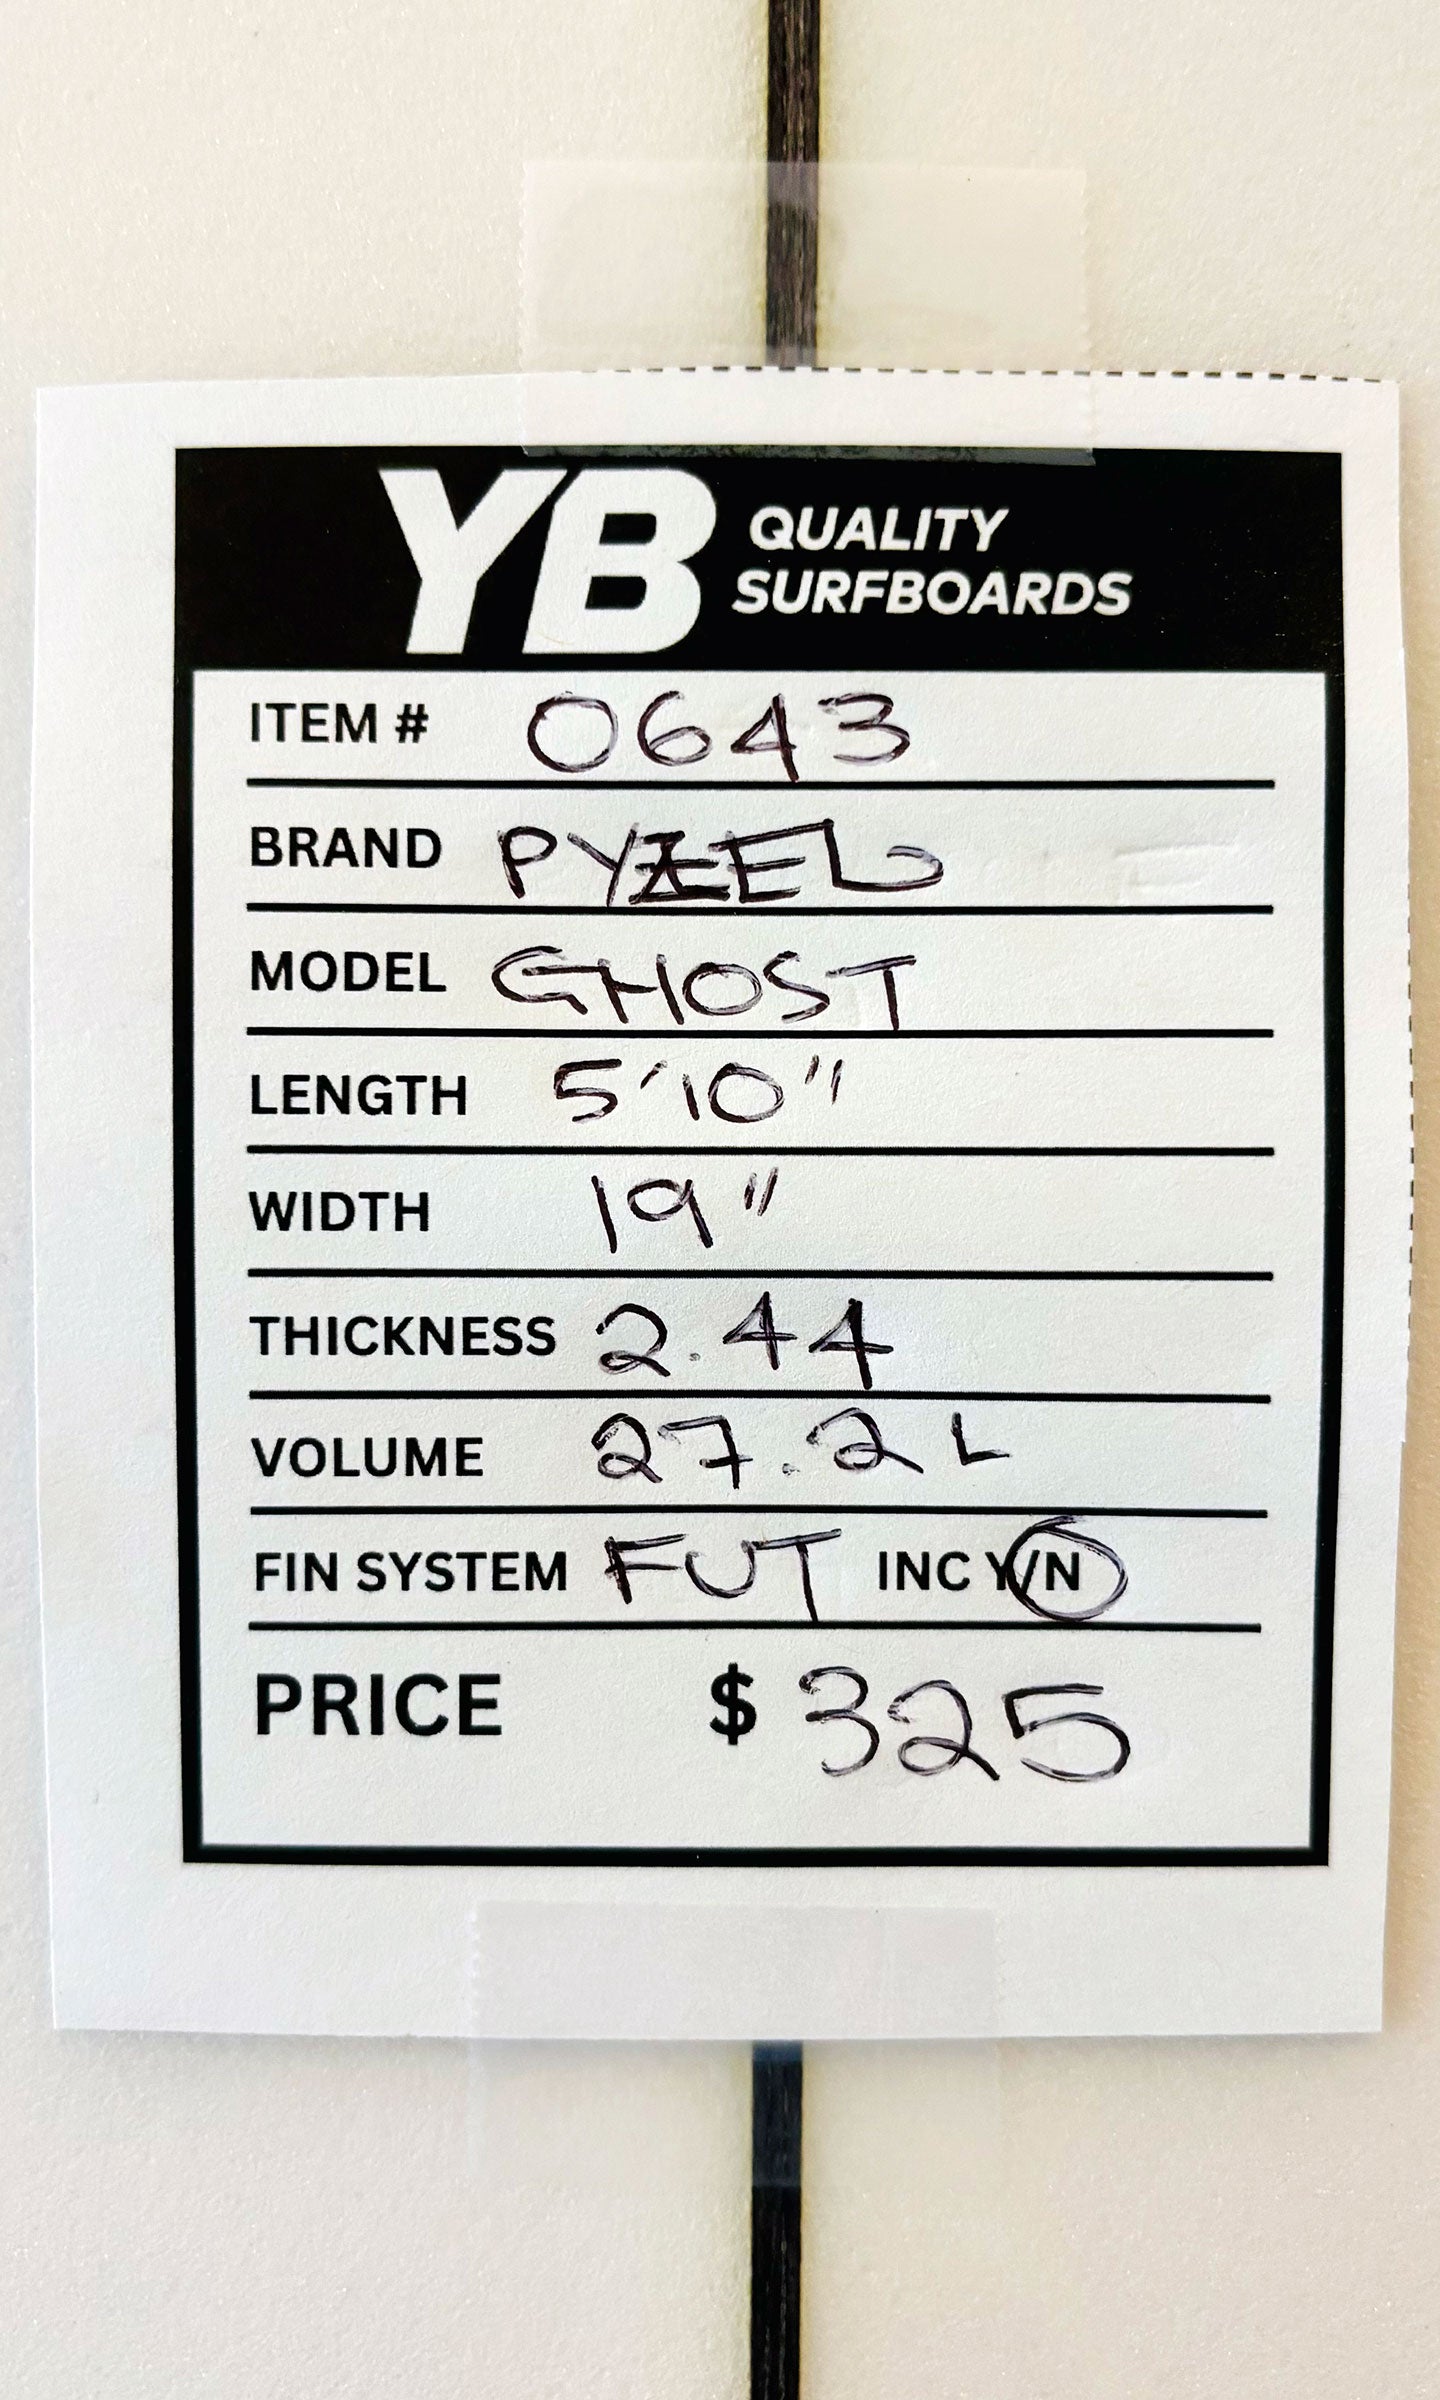 YB QUALITY
SURFBOARDS
ITEM # 0643
BRAND PYZEL
MODEL GHOST
LENGTH 5'10"
WIDTH 19"
THICKNESS 2.44
VOLUME 27.2 L
FIN SYSTEM FUT INC Y/N
PRICE $ 325